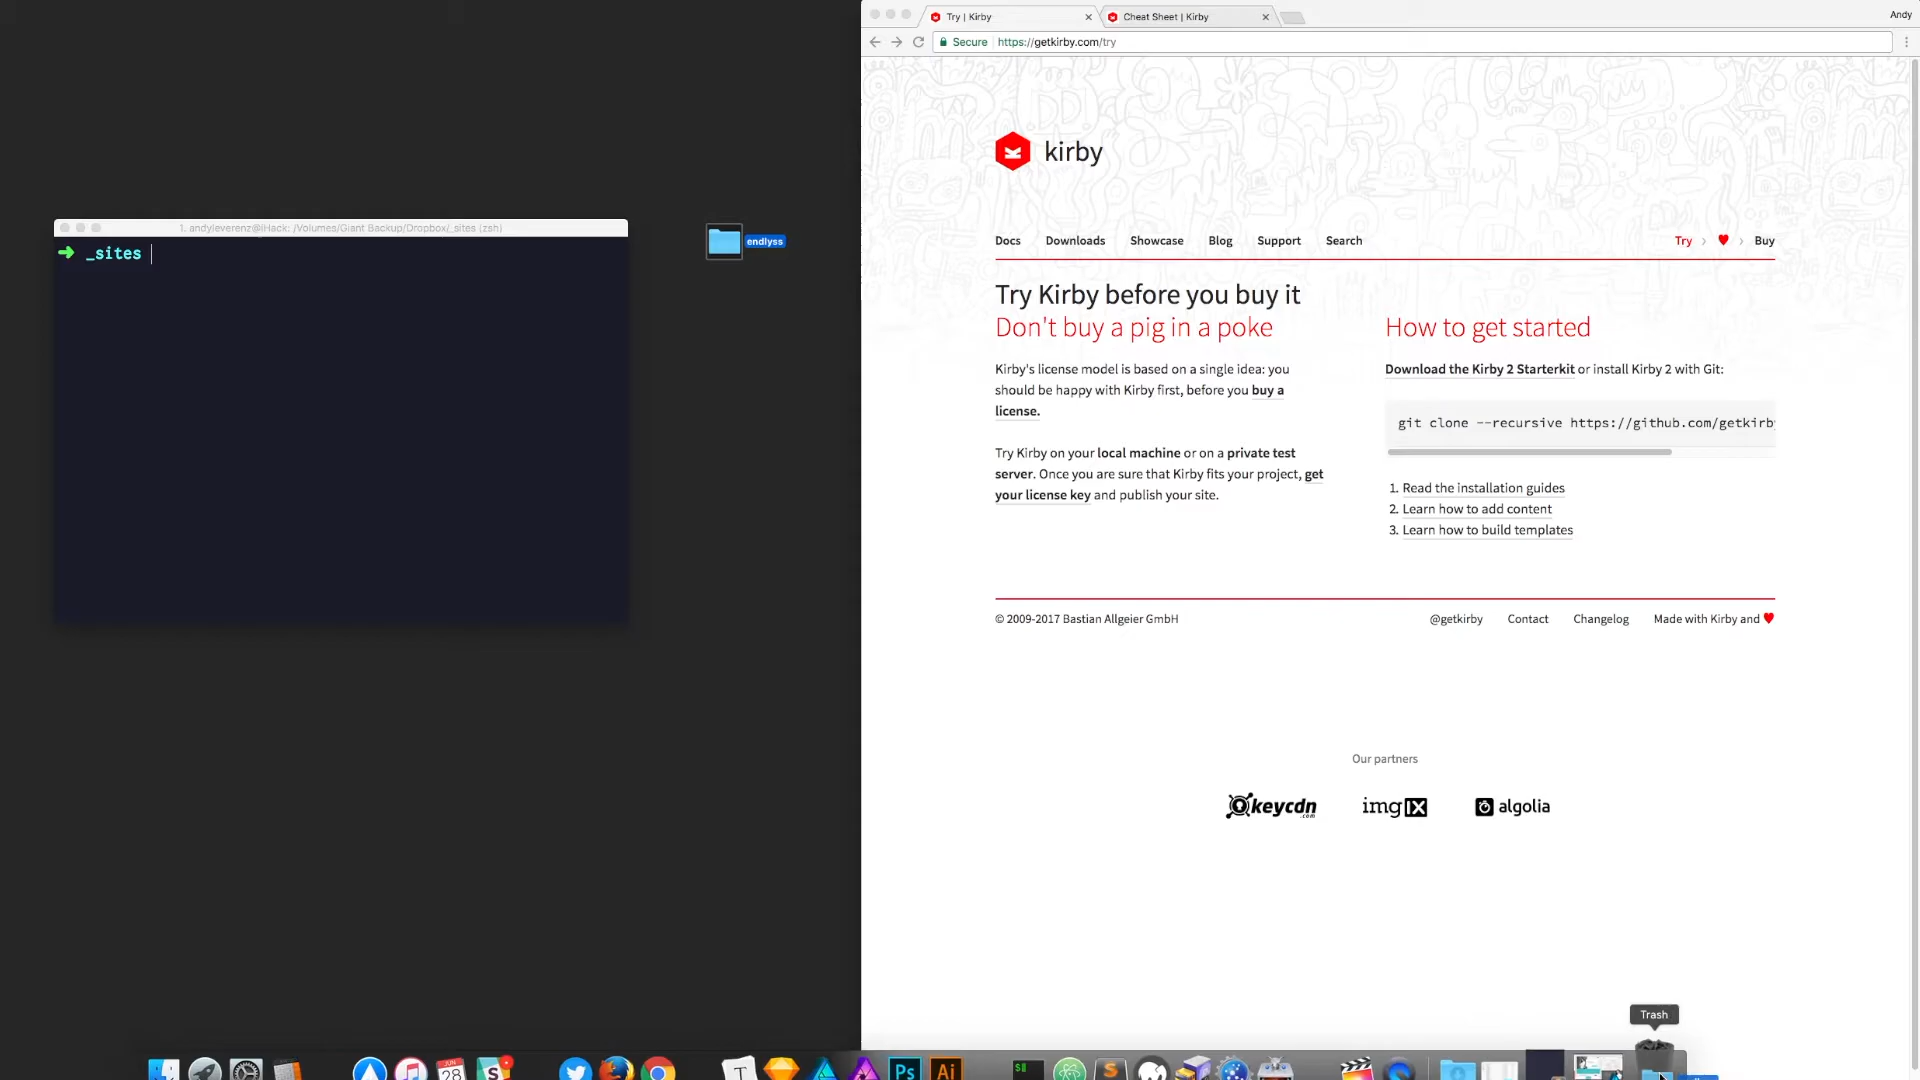 Try | Kirby
Cheat Sheet | Kirby
Andy
Secure https://getkirby.com/try
kirby
1. andyleverenz@iHack: /Volumes/Giant Backup/Dropbox/_sites (zsh)
_sites
endlyss
Docs Downloads Showcase Blog Support Search Try Buy
Try Kirby before you buy it
Don't buy a pig in a poke
Kirby's license model is based on a single idea: you
should be happy with Kirby first, before you buy a
license.
Try Kirby on your local machine or on a private test
server. Once you are sure that Kirby fits your project, get
your license key and publish your site.
How to get started
Download the Kirby 2 Starterkit or install Kirby 2 with Git:
git clone --recursive https://github.com/getkirby
1. Read the installation guides
2. Learn how to add content
3. Learn how to build templates
© 2009-2017 Bastian Allgeier GmbH
@getkirby Contact Changelog Made with Kirby and
Our partners
keycdn
.com
imgIX
algolia
Trash
JUN
28
T
Ps
Ai
$
S